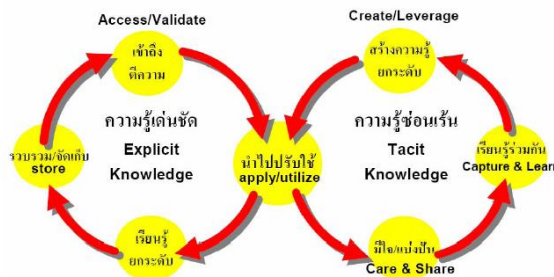 Access/Validate
Create/Leverage
เข้าถึง
ตีความ
สร้างความรู้
ยกระดับ
ความรู้เด่นชัด
Explicit
Knowledge
ความรู้ซ่อนเร้น
Tacit
Knowledge
รวบรวม/จัดเก็บ
store
นำไปปรับใช้
apply/utilize
เรียนรู้ร่วมกัน
Capture & Learn
เรียนรู้
ยกระดับ
มีใจ/แบ่งปัน
Care & Share